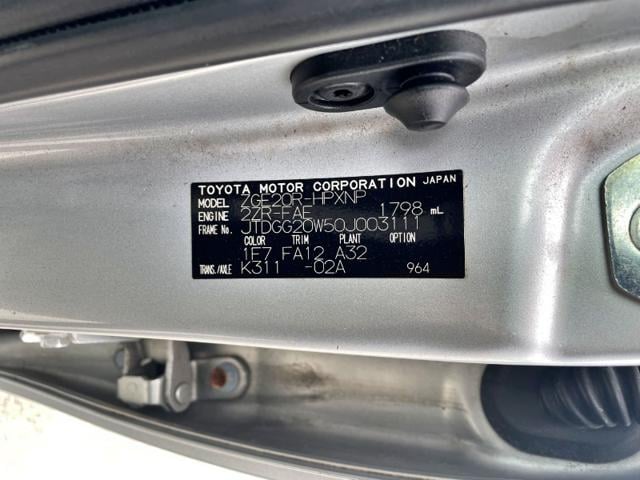 TOYOTA MOTOR CORPORATION JAPAN
MODEL ZGE20R-HPXNP
ENGINE 2ZR-FAE 1798 mL
FRAME No. JTDGG20W50J003111
COLOR TRIM PLANT OPTION
1E7 FA12 A32
TRANS./AXLE K311 -02A 964